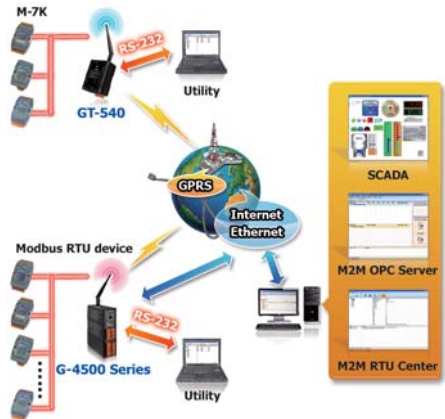 M-7K
RS-232
Utility
GT-540
GPRS
Internet
Ethernet
SCADA
M2M OPC Server
M2M RTU Center
Modbus RTU device
RS-232
G-4500 Series
Utility